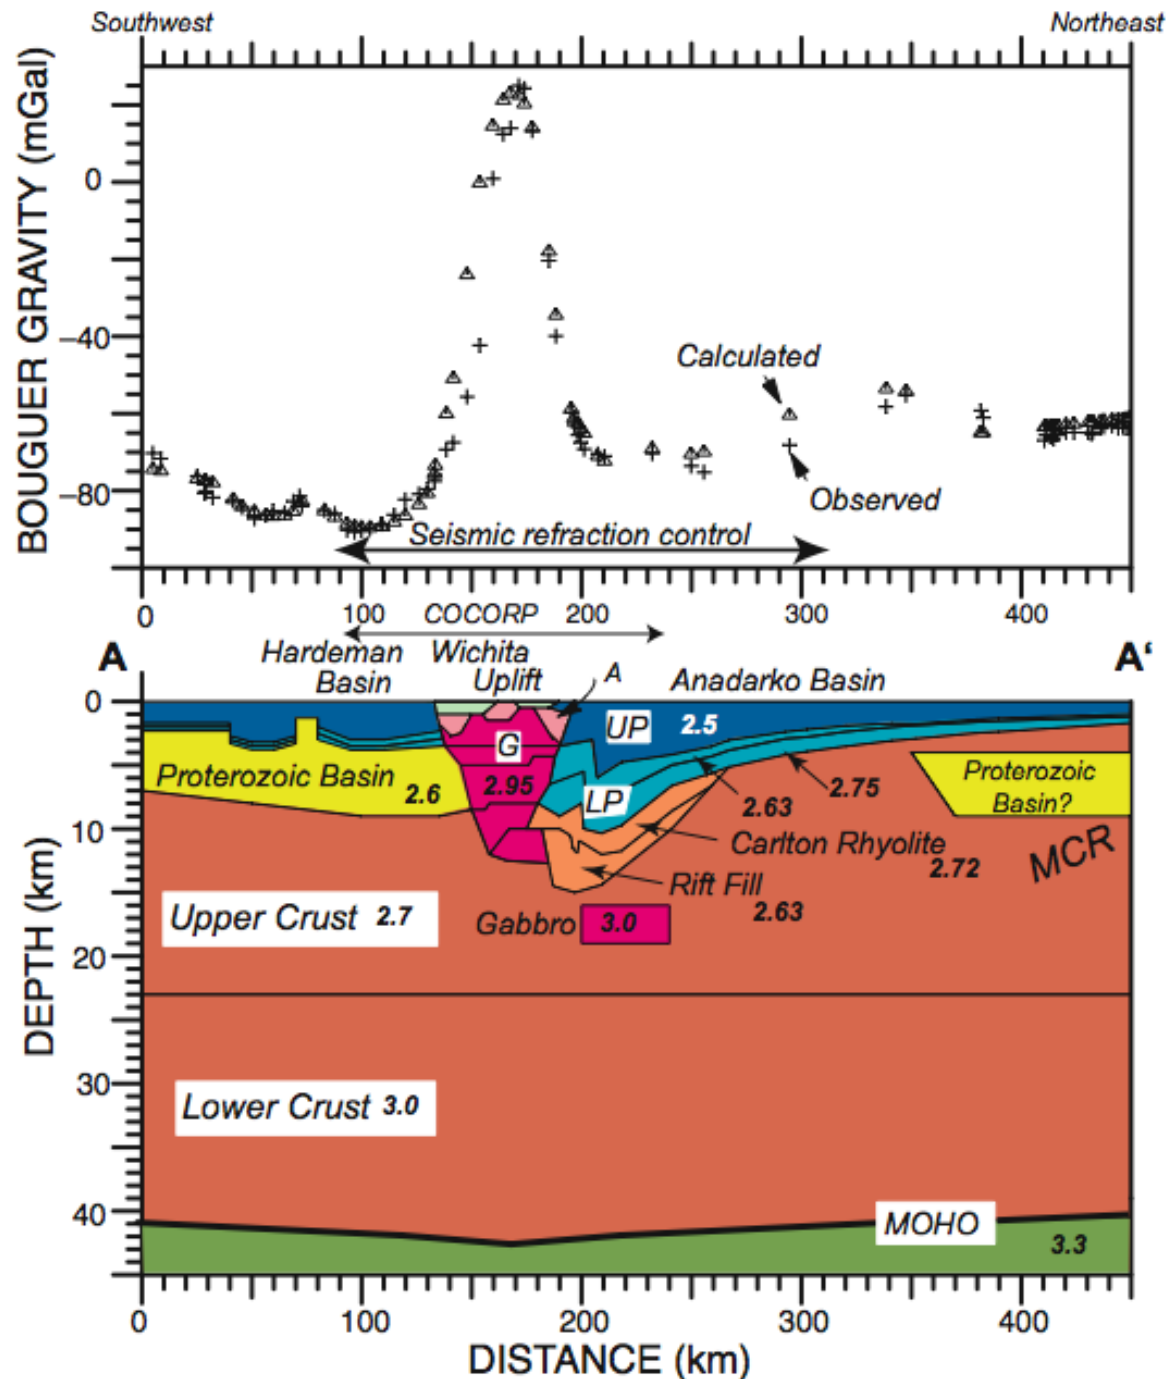 Southwest
Northeast
BOUGUER GRAVITY (mGal)
0
–40
–80
Calculated
Observed
Seismic refraction control
0
100
200
300
400
COCORP
A
A'
Hardeman
Basin
Wichita
Uplift
A
Anadarko Basin
DEPTH (km)
0
10
20
30
40
UP
2.5
G
Proterozoic Basin
2.6
2.95
LP
2.63
2.75
Proterozoic
Basin?
Carlton Rhyolite
2.72
MCR
Rift Fill
2.63
Upper Crust 2.7
Gabbro
3.0
Lower Crust 3.0
MOHO
3.3
0
100
200
300
400
DISTANCE (km)